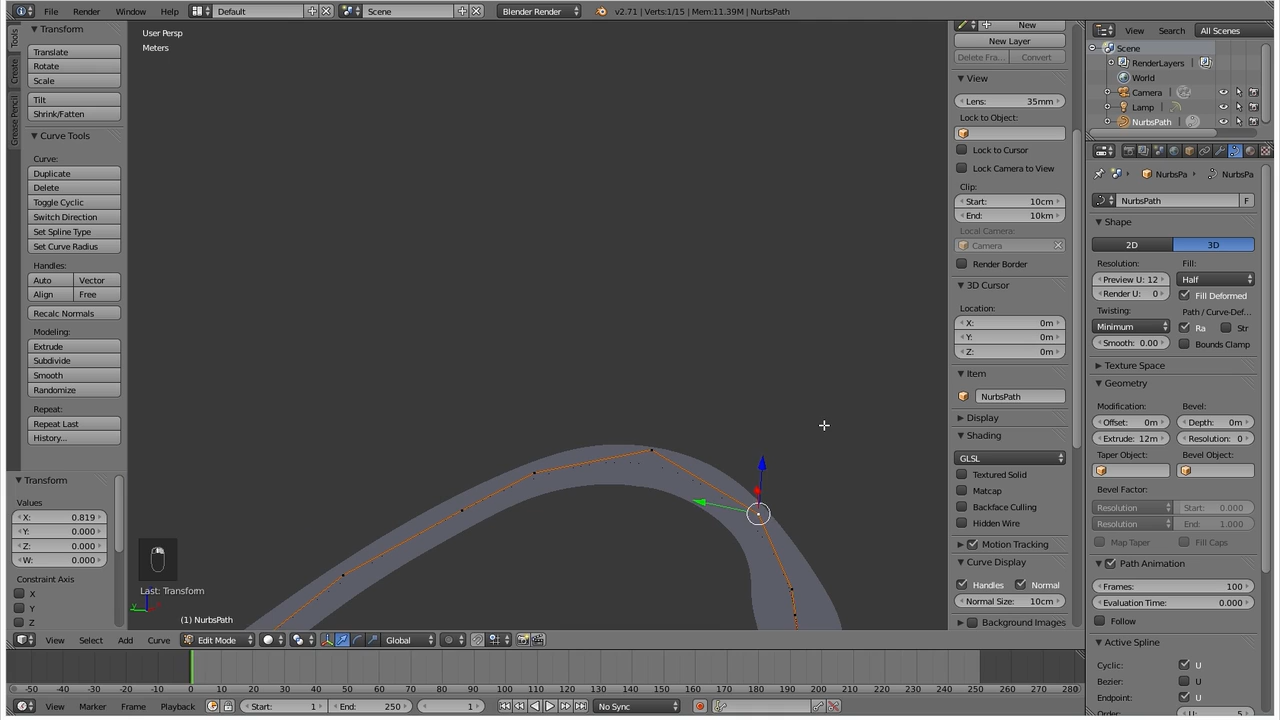 File Render Window Help Default Scene Blender Render v2.71 | Verts:1/15 | Mem:11.39M | NurbsPath
Tools
Create
Grease Pencil
Transform
Translate
Rotate
Scale
Tilt
Shrink/Fatten
Curve Tools
Curve:
Duplicate
Delete
Toggle Cyclic
Switch Direction
Set Spline Type
Set Curve Radius
Handles:
Auto Vector
Align Free
Recalc Normals
Modeling:
Extrude
Subdivide
Smooth
Randomize
Repeat:
Repeat Last
History...
Transform
Values
X: 0.819
Y: 0.000
Z: 0.000
W: 0.000
Constraint Axis
X
Y
Z
User Persp
Meters
Last: Transform
y
(1) NurbsPath
New
New Layer
Delete Fra... Convert
View
Lens: 35mm
Lock to Object:
Lock to Cursor
Lock Camera to View
Clip:
Start: 10cm
End: 10km
Local Camera:
Camera
Render Border
3D Cursor
Location:
X: 0m
Y: 0m
Z: 0m
Item
NurbsPath
Display
Shading
GLSL
Textured Solid
Matcap
Backface Culling
Hidden Wire
Motion Tracking
Curve Display
Handles Normal
Normal Size: 10cm
Background Images
View Search All Scenes
Scene
RenderLayers
World
Camera
Lamp
NurbsPath
NurbsPa NurbsPa
NurbsPath F
Shape
2D 3D
Resolution: Fill:
Preview U: 12 Half
Render U: 0 Fill Deformed
Twisting: Path / Curve-Def...
Minimum Ra Str
Smooth: 0.00 Bounds Clamp
Texture Space
Geometry
Modification: Bevel:
Offset: 0m Depth: 0m
Extrude: 12m Resolution: 0
Taper Object: Bevel Object:
Bevel Factor:
Resolution Start: 0.000
Resolution End: 1.000
Map Taper Fill Caps
Path Animation
Frames: 100
Evaluation Time: 0.000
Follow
Active Spline
Cyclic: U
Bezier: U
Endpoint: U
Order: U: 5
View Select Add Curve Edit Mode Global
-50 -40 -30 -20 -10 0 10 20 30 40 50 60 70 80 90 100 110 120 130 140 150 160 170 180 190 200 210 220 230 240 250 260 270 280
View Marker Frame Playback Start: 1 End: 250 1 No Sync